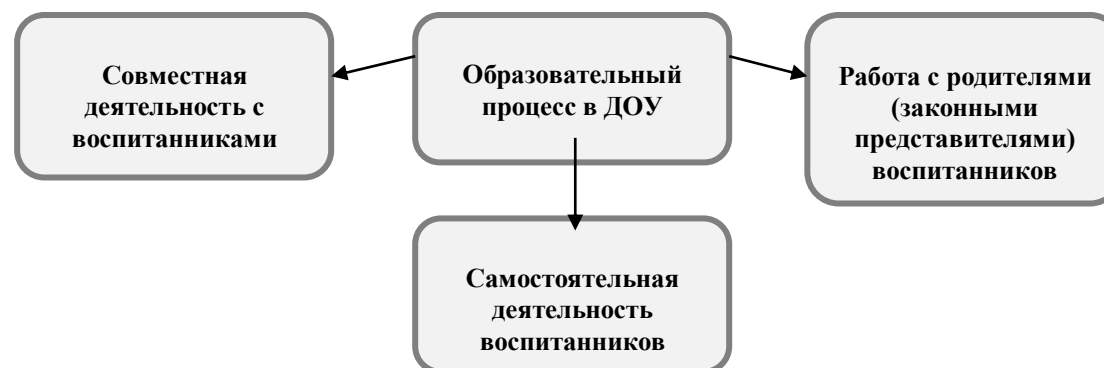 Совместная
деятельность с
воспитанниками
Образовательный
процесс в ДОУ
Работа с родителями
(законными
представителями)
воспитанников
Самостоятельная
деятельность
воспитанников